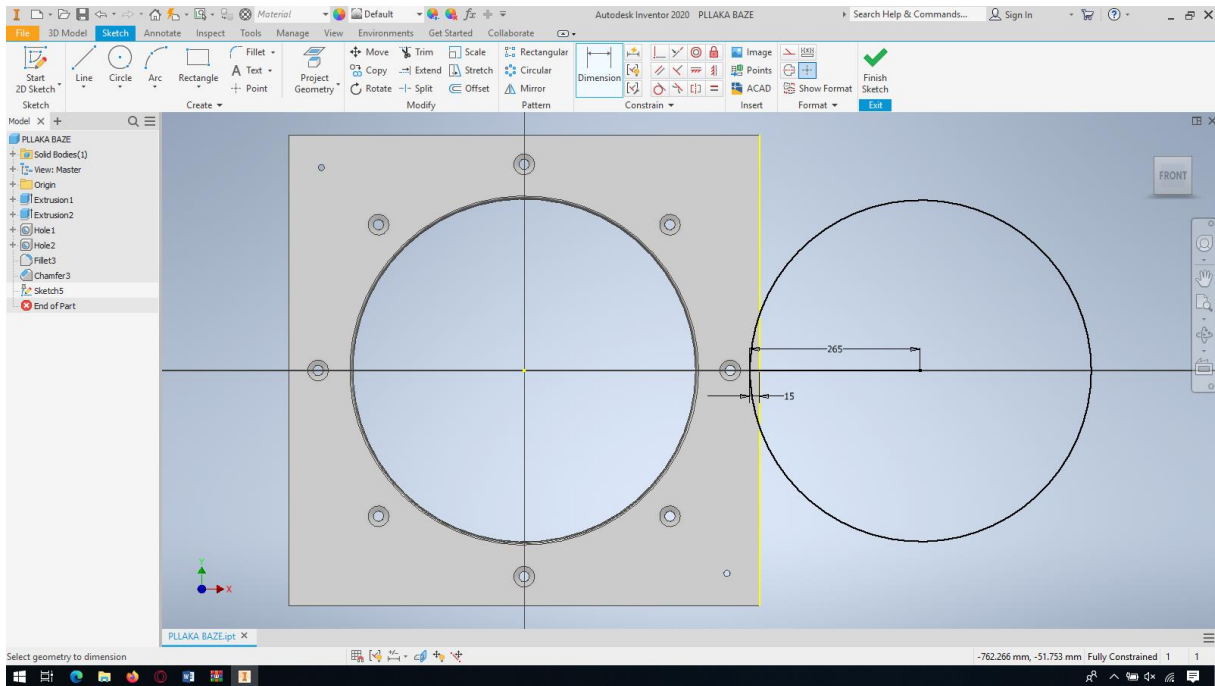 Material Default fx Autodesk Inventor 2020 PLLAKA BAZE Search Help & Commands... Sign In
File 3D Model Sketch Annotate Inspect Tools Manage View Environments Get Started Collaborate
Start 2D Sketch Line Circle Arc Rectangle Fillet Text Point Project Geometry Move Copy Rotate Trim Extend Split Scale Stretch Offset Rectangular Circular Mirror Dimension Image Points ACAD Show Format Finish Sketch
Sketch Create Modify Pattern Constrain Insert Format Exit
Model
PLLAKA BAZE
Solid Bodies(1)
View: Master
Origin
Extrusion1
Extrusion2
Hole1
Hole2
Fillet3
Chamfer3
Sketch5
End of Part
FRONT
265
15
Y
X
PLLAKA BAZE.ipt
Select geometry to dimension -762.266 mm, -51.753 mm Fully Constrained 1 1